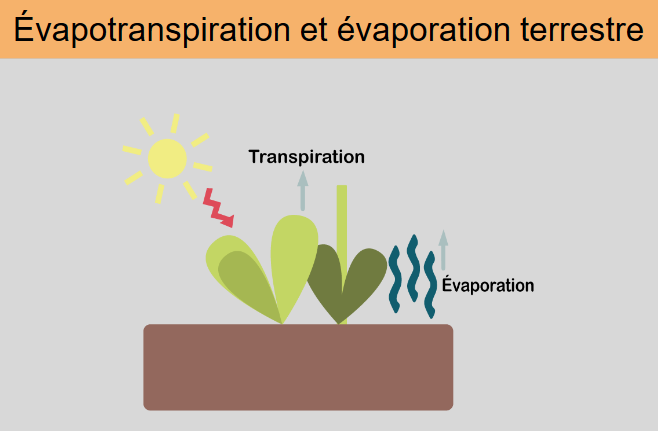 Évapotranspiration et évaporation terrestre
Transpiration
Évaporation